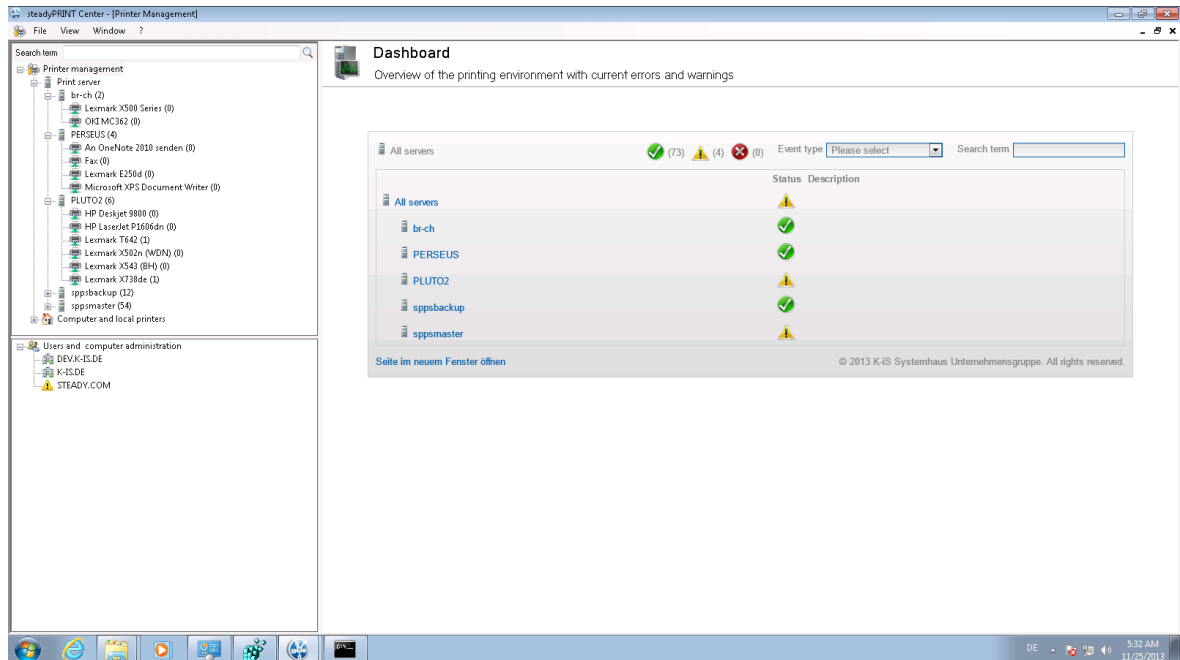 steadyPRINT Center - [Printer Management]
File View Window ?
Search term
Printer management
Print server
br-ch (2)
Lexmark X500 Series (0)
OKI MC362 (0)
PERSEUS (4)
An OneNote 2010 senden (0)
Fax (0)
Lexmark E250d (0)
Microsoft XPS Document Writer (0)
PLUTO2 (6)
HP Deskjet 9800 (0)
HP LaserJet P1606dn (0)
Lexmark T642 (1)
Lexmark X502n (WDN) (0)
Lexmark X543 (BH) (0)
Lexmark X738de (1)
sppsbackup (12)
sppsmaster (54)
Computer and local printers
Users and computer administration
DEV.K-IS.DE
K-IS.DE
STEADY.COM
Dashboard
Overview of the printing environment with current errors and warnings
All servers (73) (4) (0) Event type Please select Search term
Status Description
All servers
br-ch
PERSEUS
PLUTO2
sppsbackup
sppsmaster
Seite im neuem Fenster öffnen © 2013 K-iS Systemhaus Unternehmensgruppe. All rights reserved.
DE 5:32 AM
11/25/2013